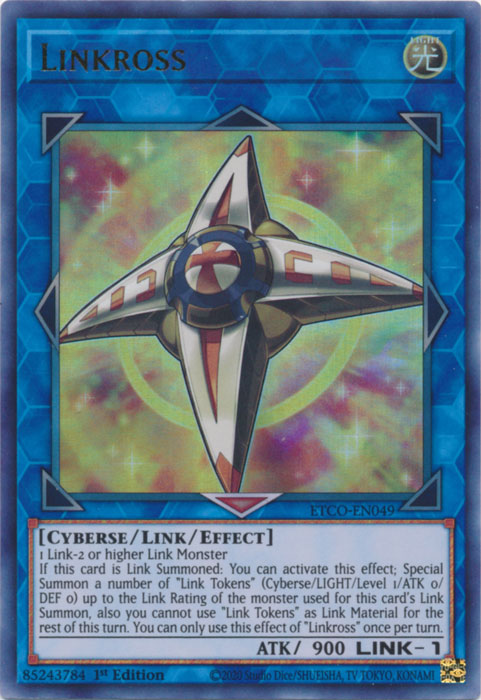 LINKROSS
光
ETCO-EN049
[CYBERSE/LINK/EFFECT]
1 Link-2 or higher Link Monster
If this card is Link Summoned: You can activate this effect; Special
Summon a number of "Link Tokens" (Cyberse/LIGHT/Level 1/ATK 0/
DEF 0) up to the Link Rating of the monster used for this card's Link
Summon, also you cannot use "Link Tokens" as Link Material for the
rest of this turn. You can only use this effect of "Linkross" once per turn.
ATK/ 900 LINK-1
85243784 1st Edition ©2020 Studio Dice/SHUEISHA, TV TOKYO, KONAMI